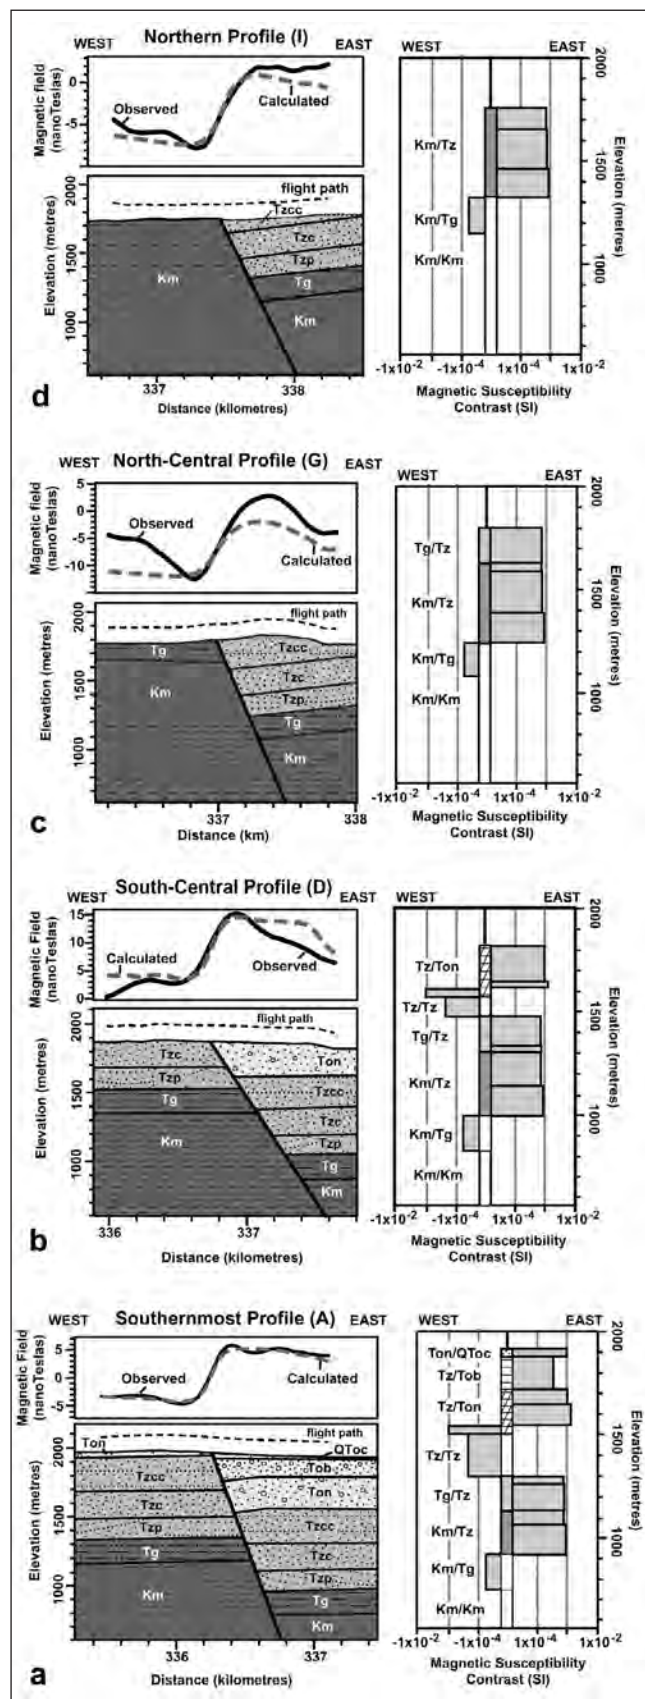 Northern Profile (I)
WEST
EAST
Magnetic field
(nanoTeslas)
0
-5
Observed
Calculated
Elevation (metres)
2000
1500
1000
flight path
Tzcc
Tzc
Tzp
Tg
Km
Km
337
338
Distance (kilometres)
d
WEST
EAST
Km/Tz
Km/Tg
Km/Km
2000
1500
1000
Elevation (metres)
-1x10-2
-1x10-4
1x10-4
1x10-2
Magnetic Susceptibility
Contrast (SI)
WEST
North-Central Profile (G)
EAST
Magnetic field
(nanoTeslas)
5
0
-5
-10
Observed
Calculated
Elevation (metres)
2000
1500
1000
flight path
Tg
Km
Tzcc
Tzc
Tzp
Tg
Km
337
338
Distance (km)
c
WEST
EAST
Tg/Tz
Km/Tz
Km/Tg
Km/Km
2000
1500
1000
Elevation (metres)
-1x10-2
-1x10-4
1x10-4
1x10-2
Magnetic Susceptibility
Contrast (SI)
South-Central Profile (D)
WEST
EAST
Magnetic Field
(nanoTeslas)
15
10
5
0
Calculated
Observed
Elevation (metres)
2000
1500
1000
flight path
Tzc
Tzp
Tg
Km
Ton
Tzcc
Tzc
Tzp
Tg
Km
336
337
Distance (kilometres)
b
WEST
EAST
Tz/Ton
Tz/Tz
Tg/Tz
Km/Tz
Km/Tg
Km/Km
2000
1500
1000
Elevation (metres)
-1x10-2
-1x10-4
1x10-4
1x10-2
Magnetic Susceptibility
Contrast (SI)
WEST
EAST
Southernmost Profile (A)
Magnetic Field
(nanoTeslas)
5
0
-5
Observed
Calculated
Elevation (metres)
2000
1500
1000
flight path
Ton
QToc
Tzcc
Tzc
Tzp
Tg
Km
Tob
Ton
Tzcc
Tzc
Tzp
Tg
Km
336
337
Distance (kilometres)
a
WEST
EAST
Ton/QToc
Tz/Tob
Tz/Ton
Tz/Tz
Tg/Tz
Km/Tz
Km/Tg
Km/Km
2000
1500
1000
Elevation (metres)
-1x10-2
-1x10-4
1x10-4
1x10-2
Magnetic Susceptibility
Contrast (SI)